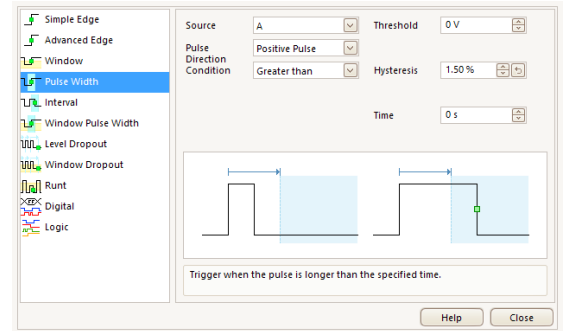 Simple Edge
Advanced Edge
Window
Pulse Width
Interval
Window Pulse Width
Level Dropout
Window Dropout
Runt
Digital
Logic
Source A Threshold 0 V
Pulse Direction Positive Pulse
Condition Greater than Hysteresis 1.50 %
Time 0 s
Trigger when the pulse is longer than the specified time.
Help Close